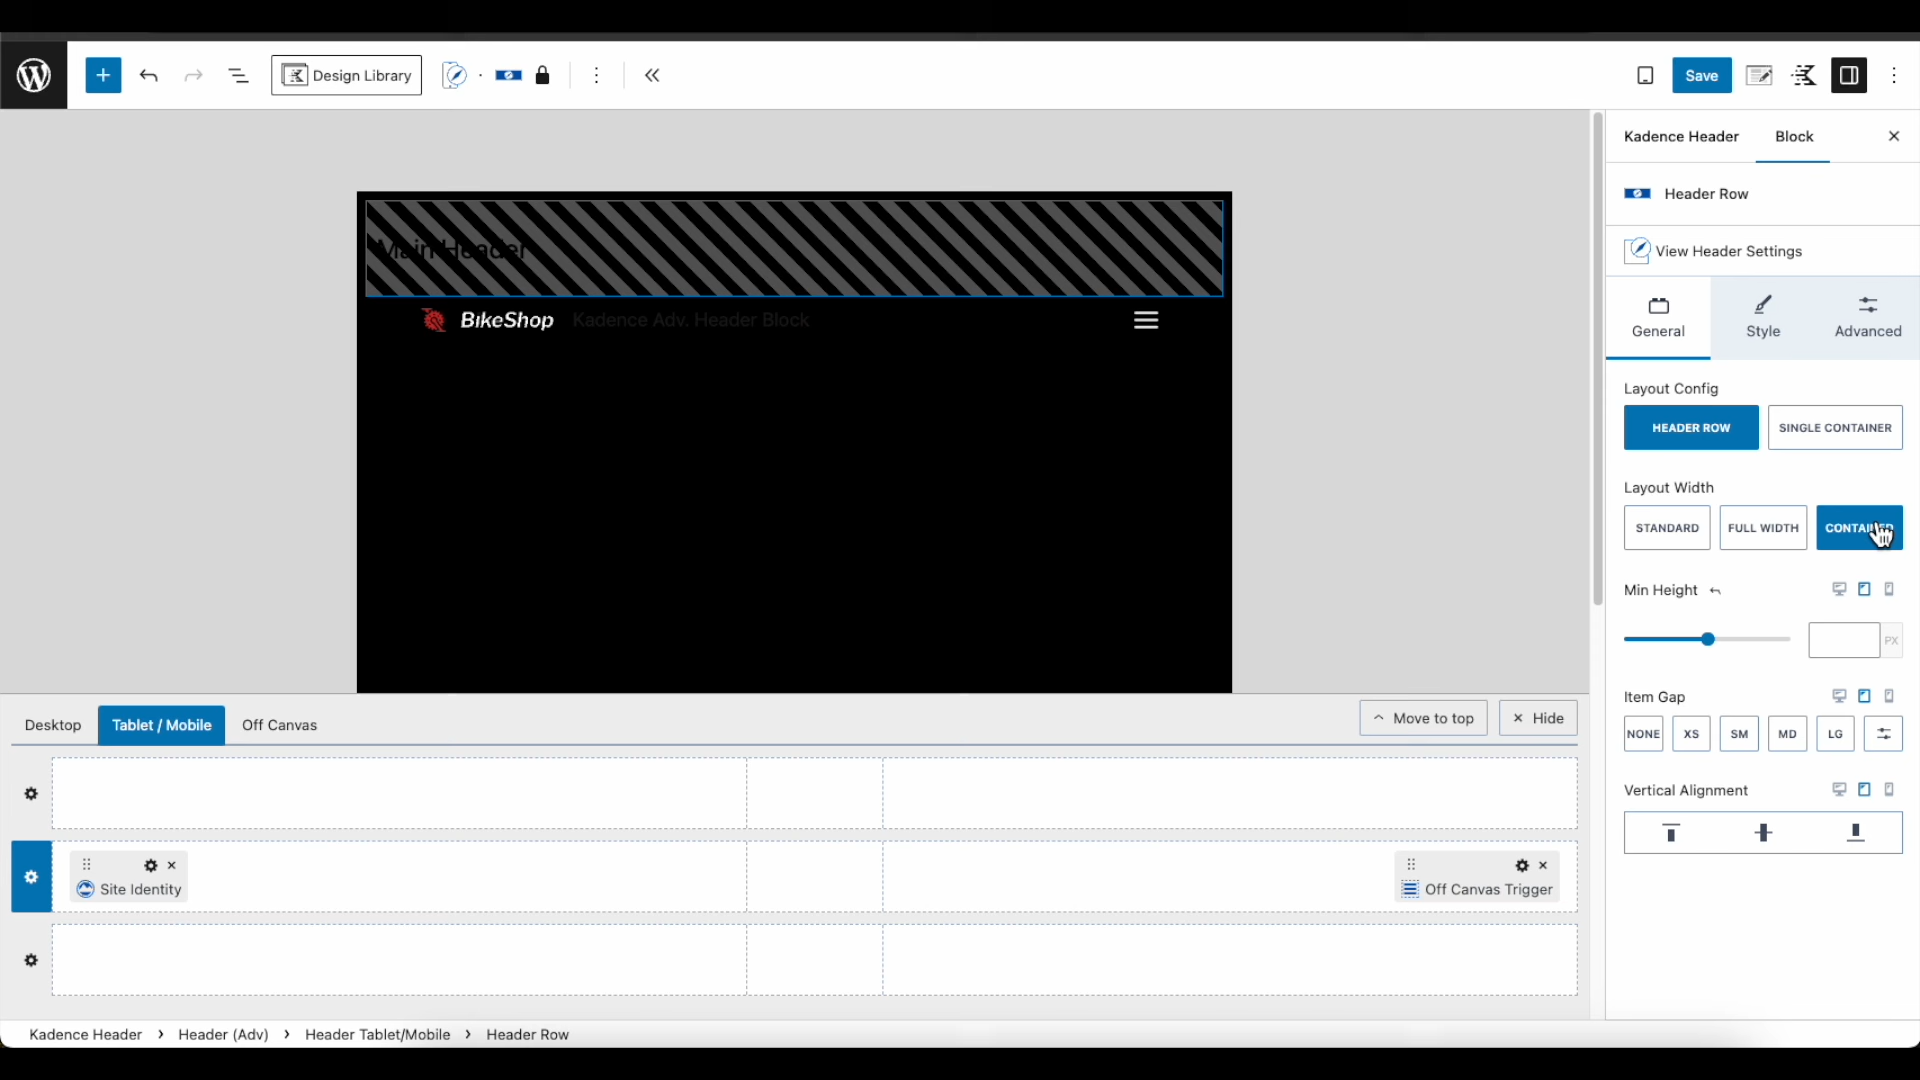 Design Library
Save
Kadence Header Block
Header Row
View Header Settings
General Style Advanced
Layout Config
HEADER ROW SINGLE CONTAINER
Layout Width
STANDARD FULL WIDTH CONTAINED
Min Height
PX
Item Gap
NONE XS SM MD LG
Vertical Alignment
Main Header
BikeShop Kadence Adv. Header Block
Desktop Tablet / Mobile Off Canvas Move to top Hide
Site Identity
Off Canvas Trigger
Kadence Header > Header (Adv) > Header Tablet/Mobile > Header Row